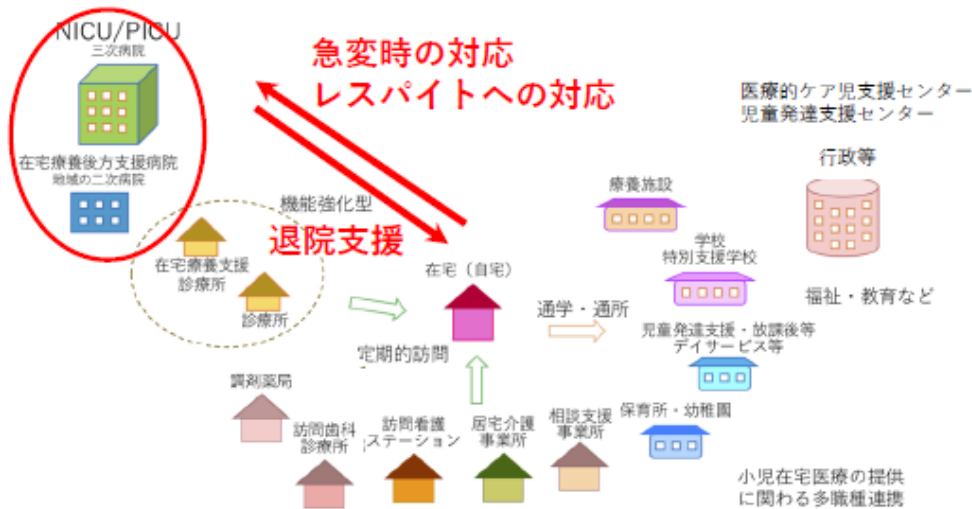 NICU/PICU
三次病院
在宅療養後方支援病院
地域の二次病院
急変時の対応
レスパイトへの対応
退院支援
機能強化型
在宅療養支援
診療所
診療所
定期的訪問
在宅（自宅）
通学・通所
調剤薬局
訪問歯科
診療所
訪問看護
ステーション
居宅介護
事業所
相談支援
事業所
療養施設
学校
特別支援学校
児童発達支援・放課後等
デイサービス等
保育所・幼稚園
医療的ケア児支援センター
児童発達支援センター
行政等
福祉・教育など
小児在宅医療の提供
に関わる多職種連携